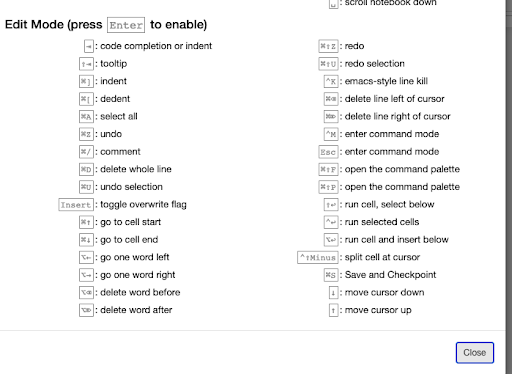 ␣: scroll notebook down
Edit Mode (press Enter to enable)
⇥: code completion or indent
⇧⇥: tooltip
⌘]: indent
⌘[: dedent
⌘A: select all
⌘Z: undo
⌘/: comment
⌘D: delete whole line
⌘U: undo selection
Insert: toggle overwrite flag
⌘↑: go to cell start
⌘↓: go to cell end
⌥←: go one word left
⌥→: go one word right
⌥⌫: delete word before
⌥⌦: delete word after
⌘⇧Z: redo
⌘⇧U: redo selection
^K: emacs-style line kill
⌘⌫: delete line left of cursor
⌘⌦: delete line right of cursor
^M: enter command mode
Esc: enter command mode
⌘⇧F: open the command palette
⌘⇧P: open the command palette
⇧↩: run cell, select below
^↩: run selected cells
⌥↩: run cell and insert below
^⇧Minus: split cell at cursor
⌘S: Save and Checkpoint
↓: move cursor down
↑: move cursor up
Close